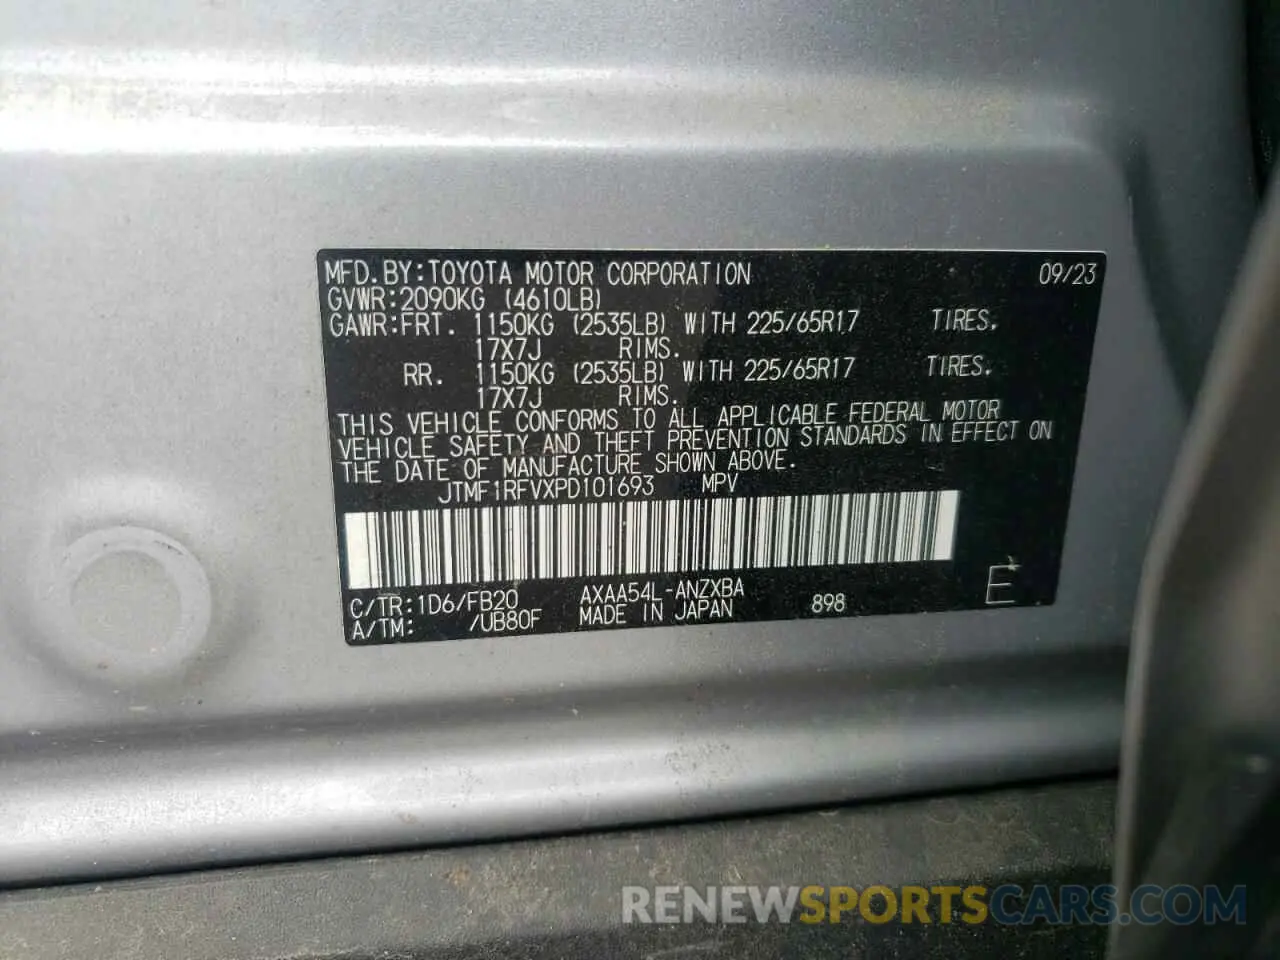 MFD.BY:TOYOTA MOTOR CORPORATION 09/23
GVWR:2090KG (4610LB)
GAWR:FRT. 1150KG (2535LB) WITH 225/65R17 TIRES,
17X7J RIMS.
RR. 1150KG (2535LB) WITH 225/65R17 TIRES,
17X7J RIMS.
THIS VEHICLE CONFORMS TO ALL APPLICABLE FEDERAL MOTOR
VEHICLE SAFETY AND THEFT PREVENTION STANDARDS IN EFFECT ON
THE DATE OF MANUFACTURE SHOWN ABOVE.
JTMF1RFVXPD101693 MPV
C/TR:1D6/FB20 AXAA54L-ANZXBA
A/TM: /UB80F MADE IN JAPAN 898 E
RENEWSPORTSCARS.COM